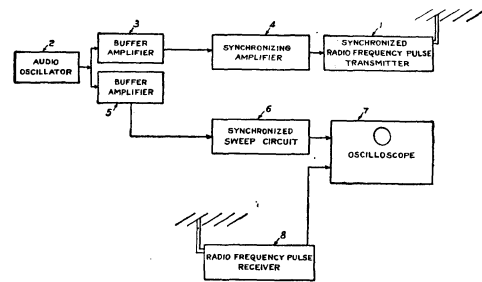 3
BUFFER
AMPLIFIER
4
SYNCHRONIZING
AMPLIFIER
1
SYNCHRONIZED
RADIO FREQUENCY PULSE
TRANSMITTER
2
AUDIO
OSCILLATOR
BUFFER
AMPLIFIER
5
6
SYNCHRONIZED
SWEEP CIRCUIT
7
OSCILLOSCOPE
8
RADIO FREQUENCY PULSE
RECEIVER